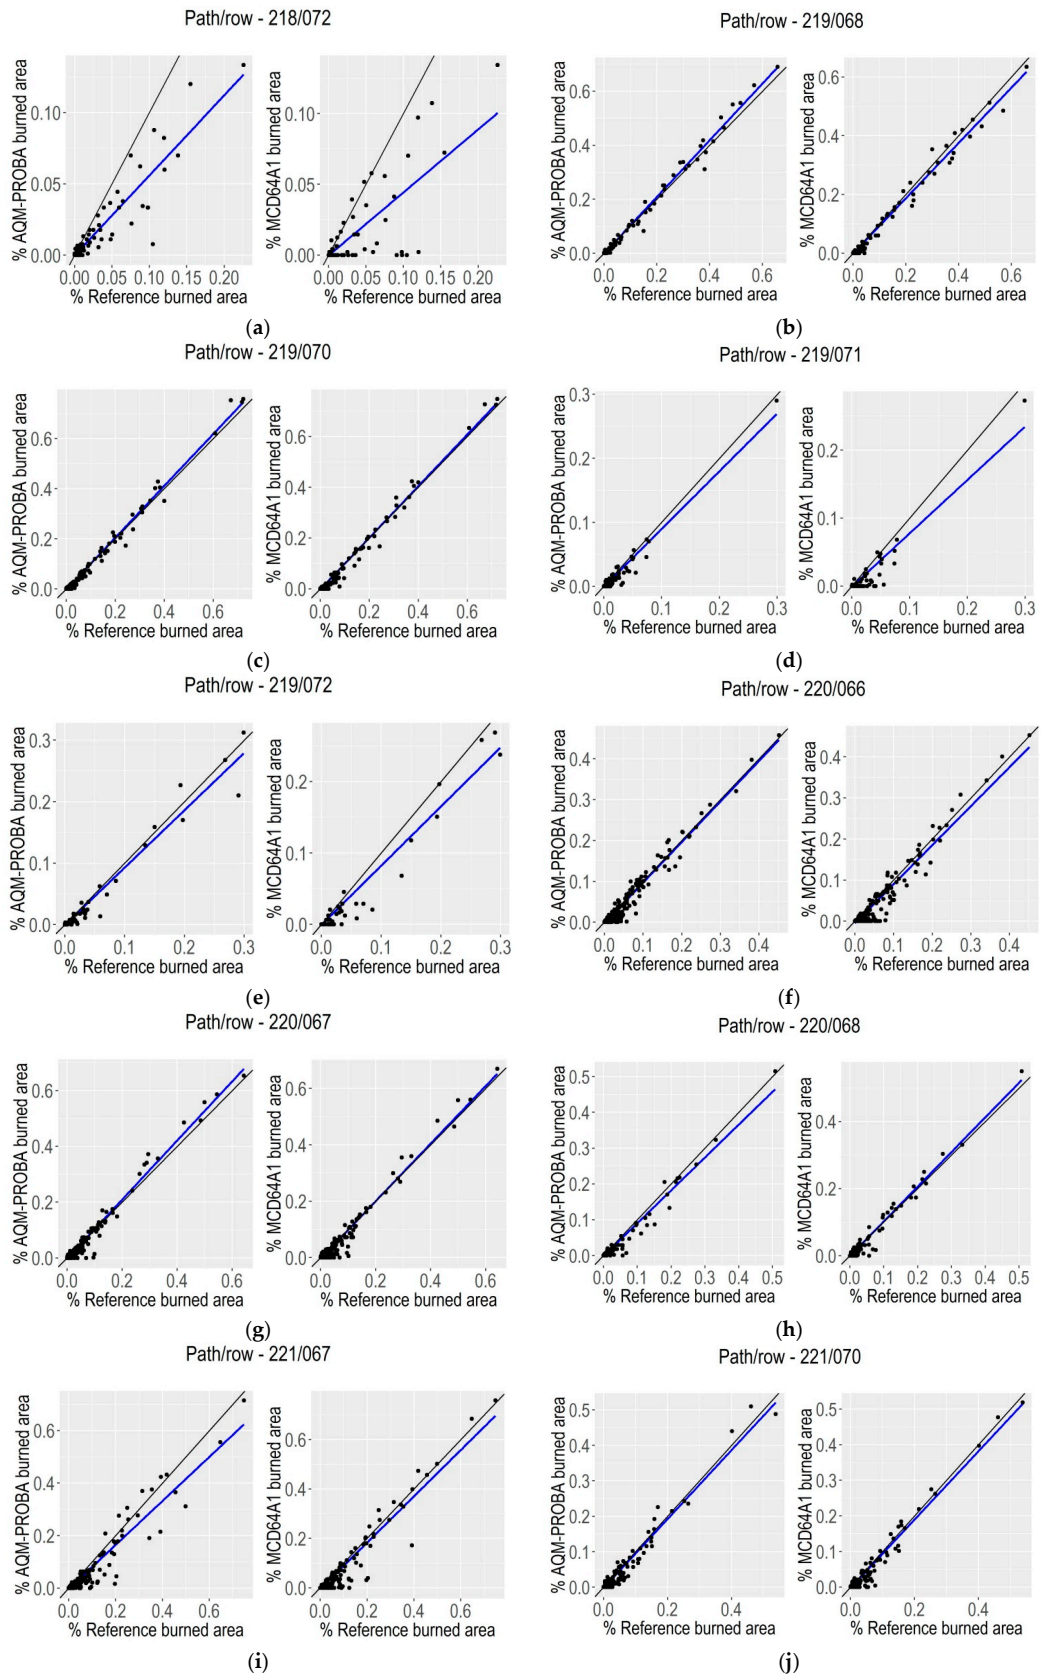 Path/row - 218/072
Path/row - 219/068
% AQM-PROBA burned area
0.10
0.05
0.00
0.00 0.05 0.10 0.15 0.20
% Reference burned area
% MCD64A1 burned area
0.10
0.05
0.00
0.00 0.05 0.10 0.15 0.20
% Reference burned area
% AQM-PROBA burned area
0.6
0.4
0.2
0.0
0.0 0.2 0.4 0.6
% Reference burned area
% MCD64A1 burned area
0.6
0.4
0.2
0.0
0.0 0.2 0.4 0.6
% Reference burned area
(a)
(b)
Path/row - 219/070
Path/row - 219/071
% AQM-PROBA burned area
0.6
0.4
0.2
0.0
0.0 0.2 0.4 0.6
% Reference burned area
% MCD64A1 burned area
0.6
0.4
0.2
0.0
0.0 0.2 0.4 0.6
% Reference burned area
% AQM-PROBA burned area
0.3
0.2
0.1
0.0
0.0 0.1 0.2 0.3
% Reference burned area
% MCD64A1 burned area
0.2
0.1
0.0
0.0 0.1 0.2 0.3
% Reference burned area
(c)
(d)
Path/row - 219/072
Path/row - 220/066
% AQM-PROBA burned area
0.3
0.2
0.1
0.0
0.0 0.1 0.2 0.3
% Reference burned area
% MCD64A1 burned area
0.2
0.1
0.0
0.0 0.1 0.2 0.3
% Reference burned area
% AQM-PROBA burned area
0.4
0.3
0.2
0.1
0.0
0.0 0.1 0.2 0.3 0.4
% Reference burned area
% MCD64A1 burned area
0.4
0.3
0.2
0.1
0.0
0.0 0.1 0.2 0.3 0.4
% Reference burned area
(e)
(f)
Path/row - 220/067
Path/row - 220/068
% AQM-PROBA burned area
0.6
0.4
0.2
0.0
0.0 0.2 0.4 0.6
% Reference burned area
% MCD64A1 burned area
0.6
0.4
0.2
0.0
0.0 0.2 0.4 0.6
% Reference burned area
% AQM-PROBA burned area
0.5
0.4
0.3
0.2
0.1
0.0
0.0 0.1 0.2 0.3 0.4 0.5
% Reference burned area
% MCD64A1 burned area
0.4
0.2
0.0
0.0 0.1 0.2 0.3 0.4 0.5
% Reference burned area
(g)
(h)
Path/row - 221/067
Path/row - 221/070
% AQM-PROBA burned area
0.6
0.4
0.2
0.0
0.0 0.2 0.4 0.6
% Reference burned area
% MCD64A1 burned area
0.6
0.4
0.2
0.0
0.0 0.2 0.4 0.6
% Reference burned area
% AQM-PROBA burned area
0.5
0.4
0.3
0.2
0.1
0.0
0.0 0.2 0.4
% Reference burned area
% MCD64A1 burned area
0.5
0.4
0.3
0.2
0.1
0.0
0.0 0.2 0.4
% Reference burned area
(i)
(j)